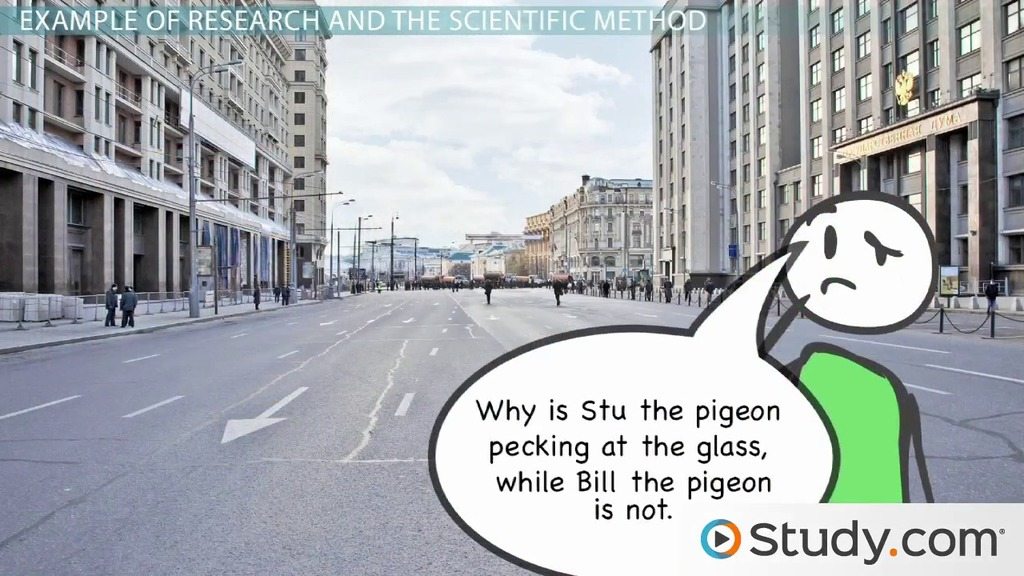 EXAMPLE OF RESEARCH AND THE SCIENTIFIC METHOD
Why is Stu the pigeon
pecking at the glass,
while Bill the pigeon
is not.
Study.com®